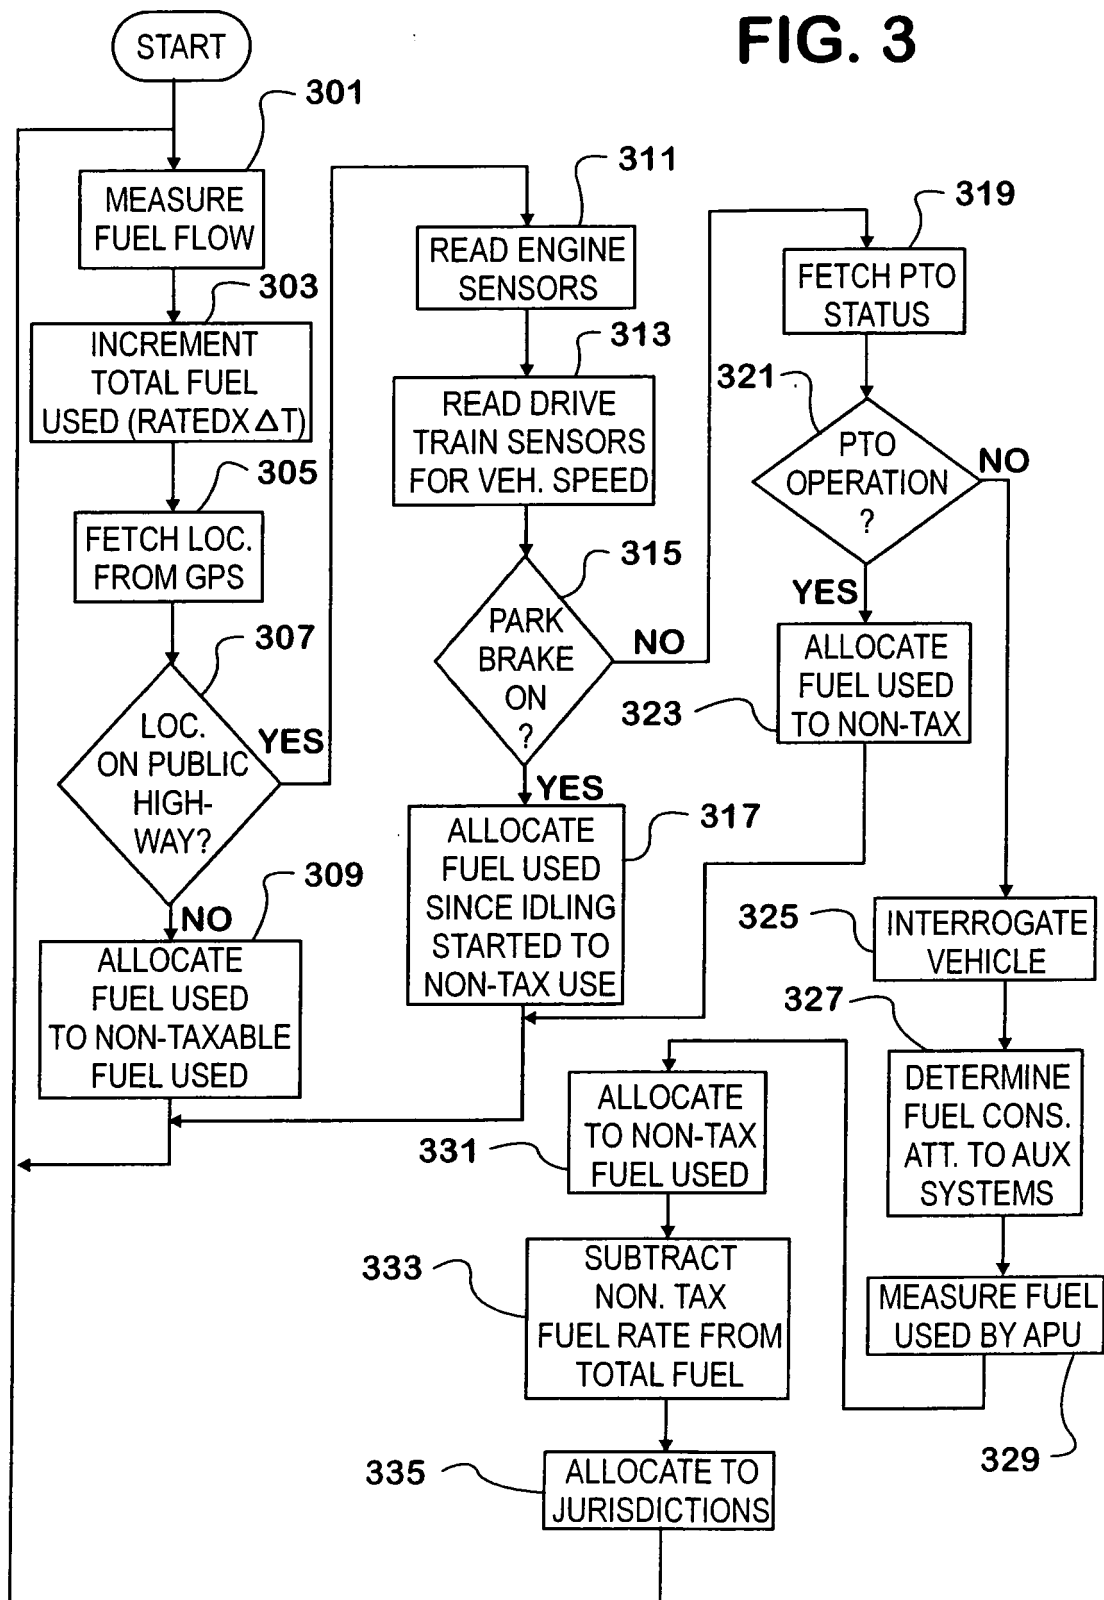 FIG. 3
START
301
MEASURE
FUEL FLOW
303
INCREMENT
TOTAL FUEL
USED (RATEDX ΔT)
305
FETCH LOC.
FROM GPS
307
LOC.
ON PUBLIC
HIGH-
WAY?
YES
NO
309
ALLOCATE
FUEL USED
TO NON-TAXABLE
FUEL USED
311
READ ENGINE
SENSORS
313
READ DRIVE
TRAIN SENSORS
FOR VEH. SPEED
315
PARK
BRAKE
ON
?
NO
YES
317
ALLOCATE
FUEL USED
SINCE IDLING
STARTED TO
NON-TAX USE
319
FETCH PTO
STATUS
321
PTO
OPERATION
?
NO
YES
323
ALLOCATE
FUEL USED
TO NON-TAX
325
INTERROGATE
VEHICLE
327
DETERMINE
FUEL CONS.
ATT. TO AUX
SYSTEMS
329
MEASURE FUEL
USED BY APU
331
ALLOCATE
TO NON-TAX
FUEL USED
333
SUBTRACT
NON. TAX
FUEL RATE FROM
TOTAL FUEL
335
ALLOCATE TO
JURISDICTIONS